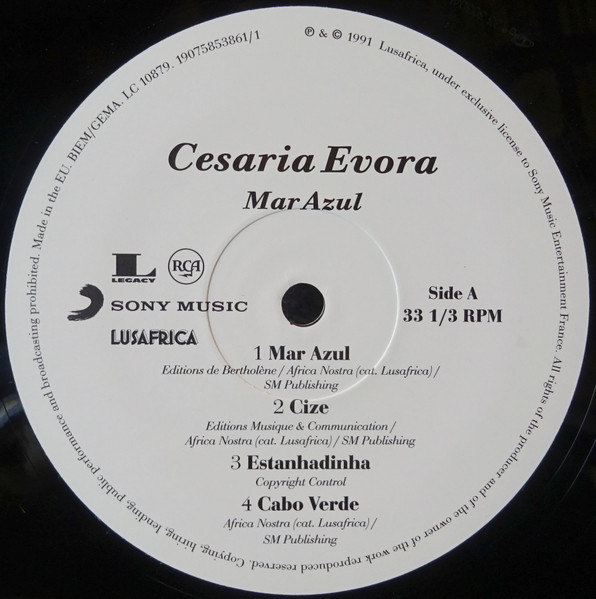 ℗ & © 1991 Lusafrica, under exclusive license to Sony Music Entertainment France. All rights of the producer and of the owner of the work reproduced reserved. Copying, hiring, lending, public performance and broadcasting prohibited. Made in the EU. BIEM/GEMA. LC 10879. 19075853861/1
Cesaria Evora
Mar Azul
L
LEGACY
RCA
SONY MUSIC
LUSAFRICA
Side A
33 1/3 RPM
1 Mar Azul
Editions de Bertholène / Africa Nostra (cat. Lusafrica) /
SM Publishing
2 Cize
Editions Musique & Communication /
Africa Nostra (cat. Lusafrica) / SM Publishing
3 Estanhadinha
Copyright Control
4 Cabo Verde
Africa Nostra (cat. Lusafrica) /
SM Publishing